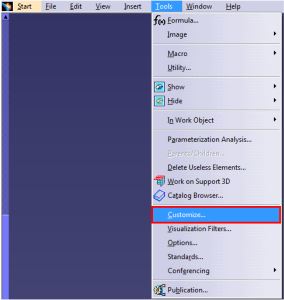 Start File Edit View Insert Tools Window Help
f(x) Formula...
Image
Macro
Utility...
Show
Hide
In Work Object
Parameterization Analysis...
Parents/Children...
Delete Useless Elements...
Work on Support 3D
Catalog Browser...
Customize...
Visualization Filters...
Options...
Standards...
Conferencing
Publication...